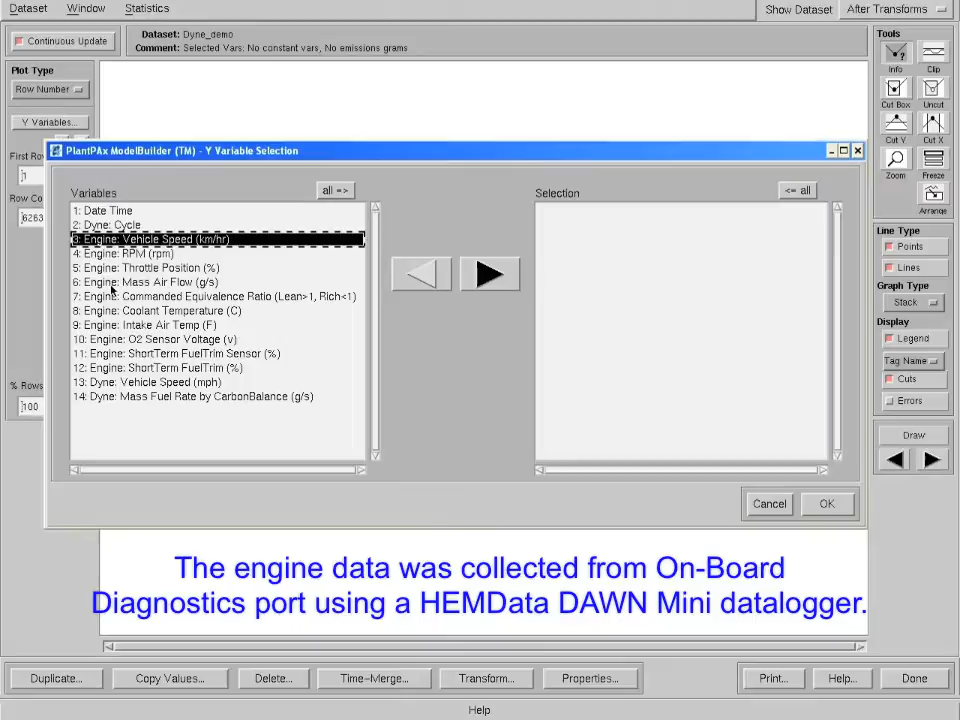 Dataset Window Statistics Show Dataset After Transforms
Continuous Update
Dataset: Dyne_demo
Comment: Selected Vars: No constant vars, No emissions grams
Tools
Info Clip
Cut Box Uncut
Cut Y Cut X
Zoom Freeze
Arrange
Plot Type
Row Number
Y Variables...
First Ro
1
Row Co
6263
% Rows
100
PlantPAx ModelBuilder (TM) - Y Variable Selection
Variables all => Selection <= all
1: Date Time
2: Dyne: Cycle
3: Engine: Vehicle Speed (km/hr)
4: Engine: RPM (rpm)
5: Engine: Throttle Position (%)
6: Engine: Mass Air Flow (g/s)
7: Engine: Commanded Equivalence Ratio (Lean>1, Rich<1)
8: Engine: Coolant Temperature (C)
9: Engine: Intake Air Temp (F)
10: Engine: O2 Sensor Voltage (v)
11: Engine: ShortTerm FuelTrim Sensor (%)
12: Engine: ShortTerm FuelTrim (%)
13: Dyne: Vehicle Speed (mph)
14: Dyne: Mass Fuel Rate by CarbonBalance (g/s)
Cancel OK
Line Type
Points
Lines
Graph Type
Stack
Display
Legend
Tag Name
Cuts
Errors
Draw
The engine data was collected from On-Board
Diagnostics port using a HEMData DAWN Mini datalogger.
Duplicate... Copy Values... Delete... Time-Merge... Transform... Properties... Print... Help... Done
Help